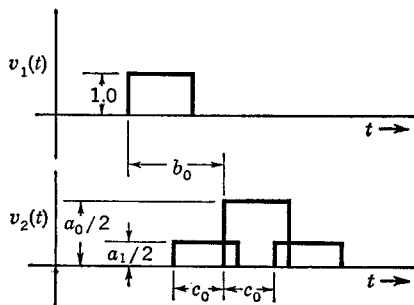 v₁(t)
1.0
t
b₀
v₂(t)
a₀/2
a₁/2
t
c₀ c₀